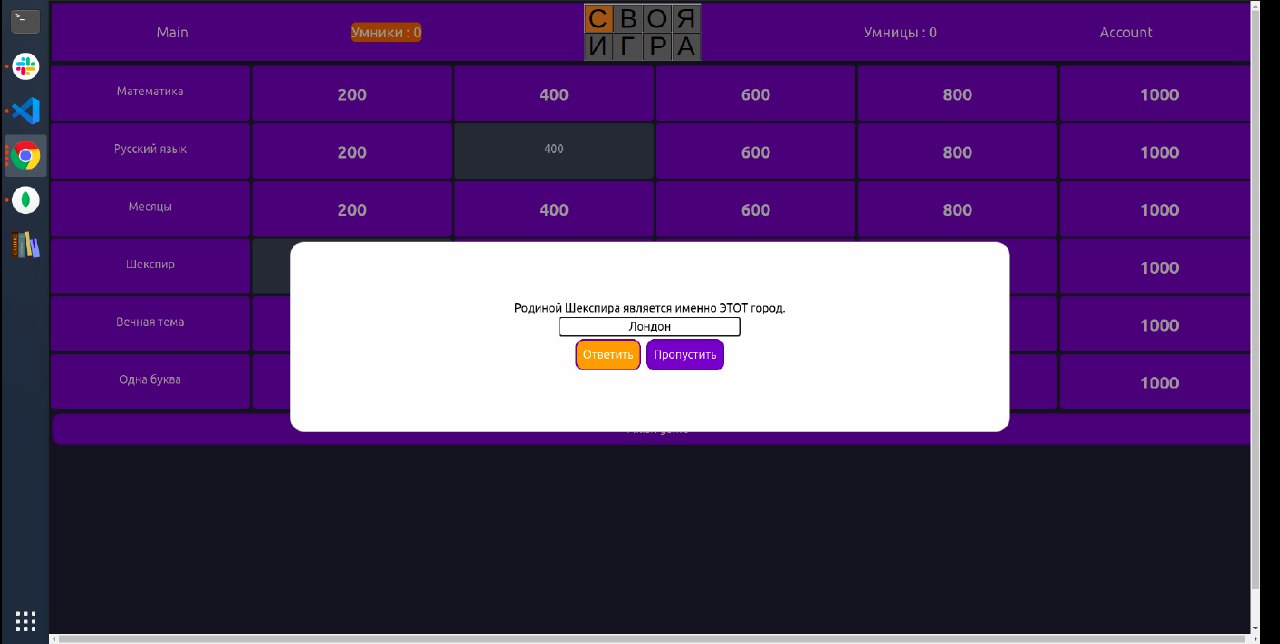 Main
Умники : 0
СВОЯ
ИГРА
Умницы : 0
Account
Математика 200 400 600 800 1000
Русский язык 200 400 600 800 1000
Месяцы 200 400 600 800 1000
Шекспир 1000
Вечная тема 1000
Одна буква 1000
Родиной Шекспира является именно ЭТОТ город.
Лондон
Ответить Пропустить